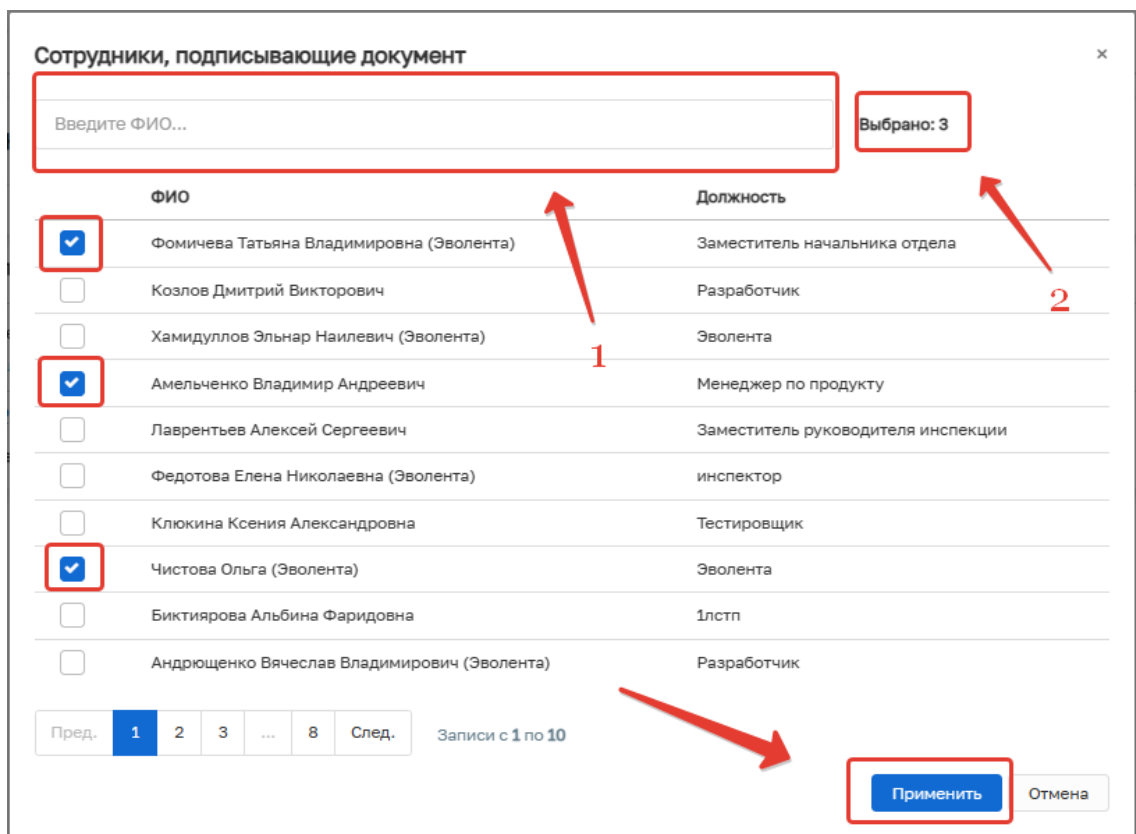 Сотрудники, подписывающие документ ×
Введите ФИО... Выбрано: 3
ФИО Должность
Фомичева Татьяна Владимировна (Эволента) Заместитель начальника отдела
Козлов Дмитрий Викторович Разработчик
2
Хамидуллов Эльнар Наилевич (Эволента) Эволента
1
Амельченко Владимир Андреевич Менеджер по продукту
Лаврентьев Алексей Сергеевич Заместитель руководителя инспекции
Федотова Елена Николаевна (Эволента) инспектор
Клюкина Ксения Александровна Тестировщик
Чистова Ольга (Эволента) Эволента
Биктиярова Альбина Фаридовна 1лстп
Андрющенко Вячеслав Владимирович (Эволента) Разработчик
Пред. 1 2 3 ... 8 След. Записи с 1 по 10
Применить Отмена